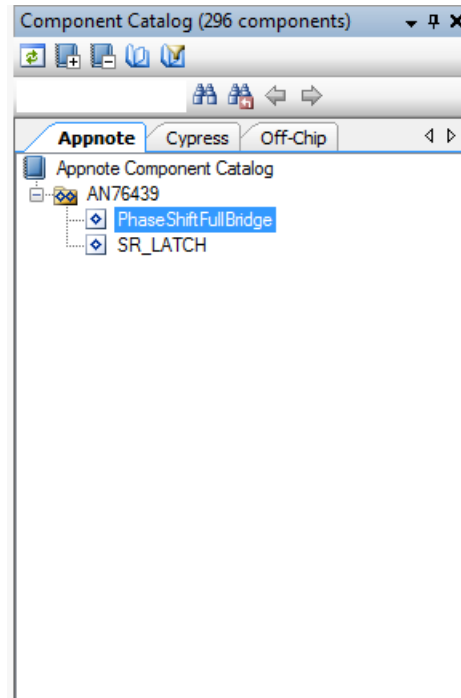 Component Catalog (296 components)
Appnote Cypress Off-Chip
Appnote Component Catalog
AN76439
PhaseShiftFullBridge
SR_LATCH